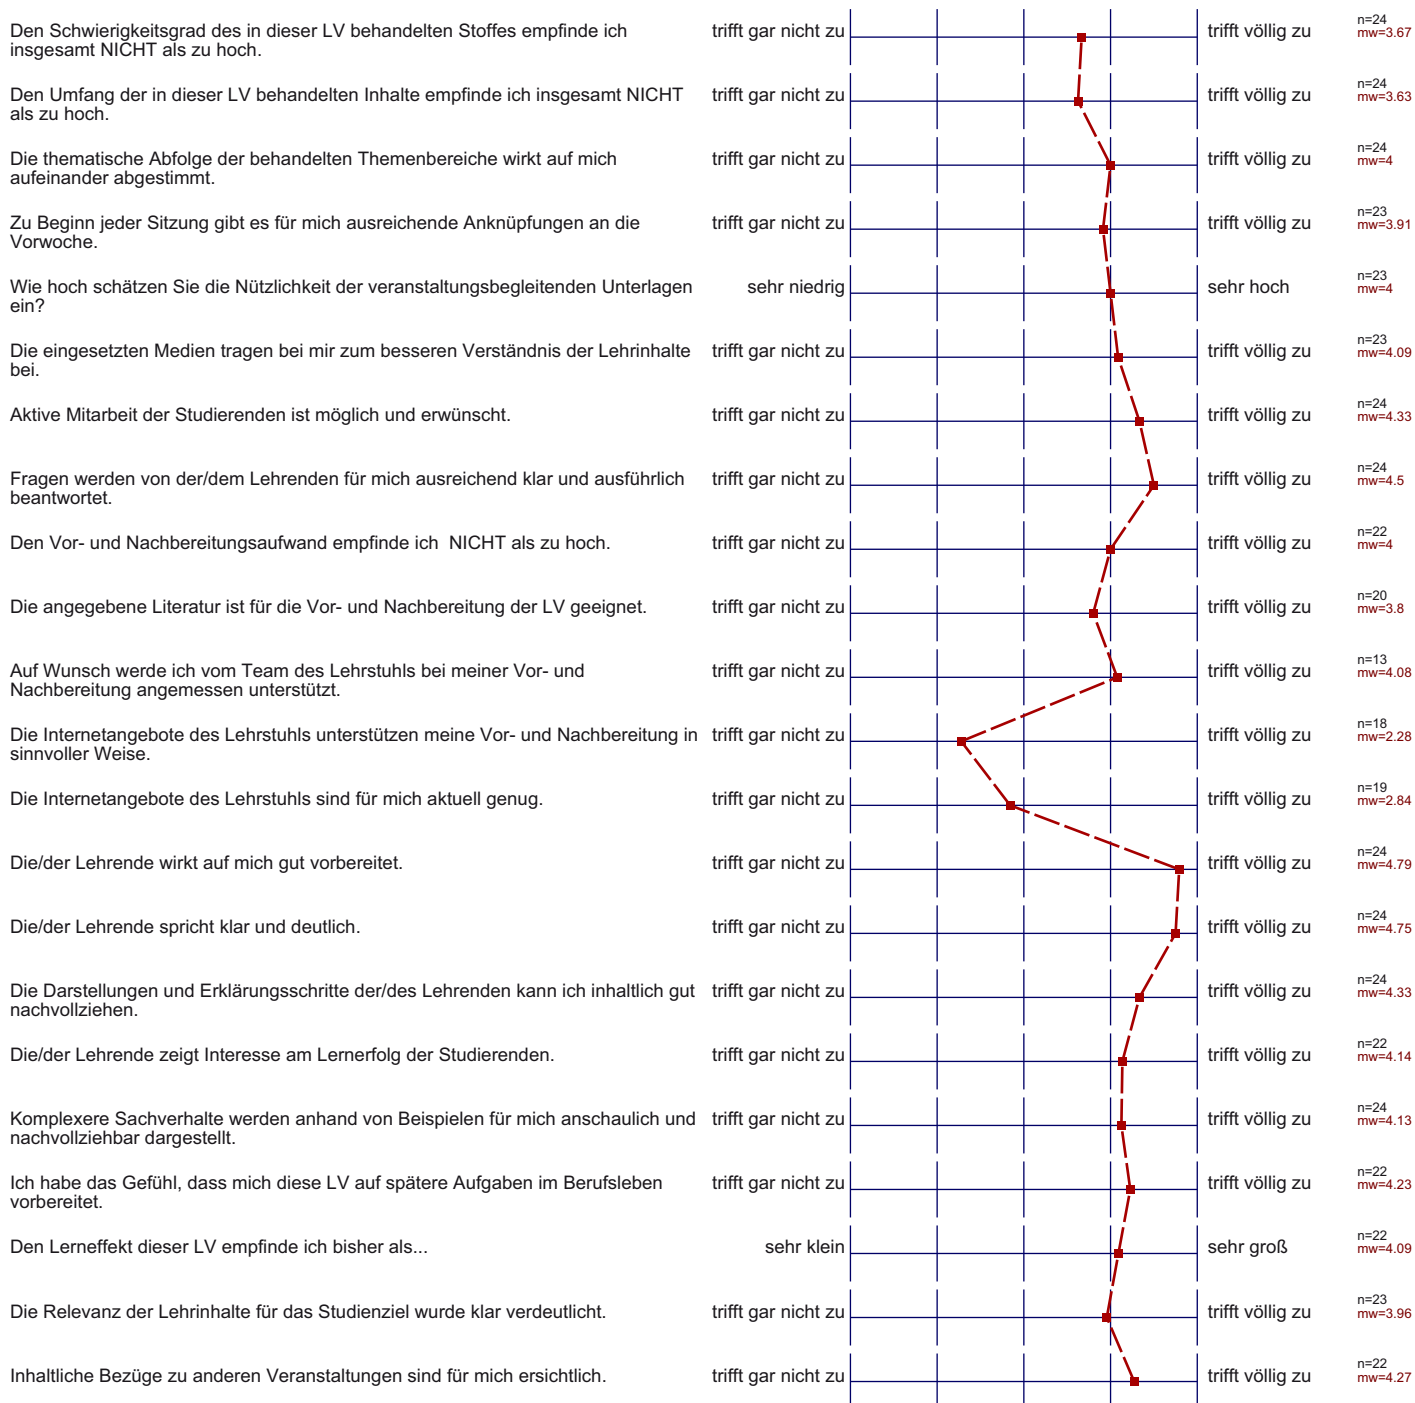 Den Schwierigkeitsgrad des in dieser LV behandelten Stoffes empfinde ich
insgesamt NICHT als zu hoch.
trifft gar nicht zu
trifft völlig zu
n=24
mw=3.67
Den Umfang der in dieser LV behandelten Inhalte empfinde ich insgesamt NICHT
als zu hoch.
trifft gar nicht zu
trifft völlig zu
n=24
mw=3.63
Die thematische Abfolge der behandelten Themenbereiche wirkt auf mich
aufeinander abgestimmt.
trifft gar nicht zu
trifft völlig zu
n=24
mw=4
Zu Beginn jeder Sitzung gibt es für mich ausreichende Anknüpfungen an die
Vorwoche.
trifft gar nicht zu
trifft völlig zu
n=23
mw=3.91
Wie hoch schätzen Sie die Nützlichkeit der veranstaltungsbegleitenden Unterlagen
ein?
sehr niedrig
sehr hoch
n=23
mw=4
Die eingesetzten Medien tragen bei mir zum besseren Verständnis der Lehrinhalte
bei.
trifft gar nicht zu
trifft völlig zu
n=23
mw=4.09
Aktive Mitarbeit der Studierenden ist möglich und erwünscht.
trifft gar nicht zu
trifft völlig zu
n=24
mw=4.33
Fragen werden von der/dem Lehrenden für mich ausreichend klar und ausführlich
beantwortet.
trifft gar nicht zu
trifft völlig zu
n=24
mw=4.5
Den Vor- und Nachbereitungsaufwand empfinde ich  NICHT als zu hoch.
trifft gar nicht zu
trifft völlig zu
n=22
mw=4
Die angegebene Literatur ist für die Vor- und Nachbereitung der LV geeignet.
trifft gar nicht zu
trifft völlig zu
n=20
mw=3.8
Auf Wunsch werde ich vom Team des Lehrstuhls bei meiner Vor- und
Nachbereitung angemessen unterstützt.
trifft gar nicht zu
trifft völlig zu
n=13
mw=4.08
Die Internetangebote des Lehrstuhls unterstützen meine Vor- und Nachbereitung in
sinnvoller Weise.
trifft gar nicht zu
trifft völlig zu
n=18
mw=2.28
Die Internetangebote des Lehrstuhls sind für mich aktuell genug.
trifft gar nicht zu
trifft völlig zu
n=19
mw=2.84
Die/der Lehrende wirkt auf mich gut vorbereitet.
trifft gar nicht zu
trifft völlig zu
n=24
mw=4.79
Die/der Lehrende spricht klar und deutlich.
trifft gar nicht zu
trifft völlig zu
n=24
mw=4.75
Die Darstellungen und Erklärungsschritte der/des Lehrenden kann ich inhaltlich gut
nachvollziehen.
trifft gar nicht zu
trifft völlig zu
n=24
mw=4.33
Die/der Lehrende zeigt Interesse am Lernerfolg der Studierenden.
trifft gar nicht zu
trifft völlig zu
n=22
mw=4.14
Komplexere Sachverhalte werden anhand von Beispielen für mich anschaulich und
nachvollziehbar dargestellt.
trifft gar nicht zu
trifft völlig zu
n=24
mw=4.13
Ich habe das Gefühl, dass mich diese LV auf spätere Aufgaben im Berufsleben
vorbereitet.
trifft gar nicht zu
trifft völlig zu
n=22
mw=4.23
Den Lerneffekt dieser LV empfinde ich bisher als...
sehr klein
sehr groß
n=22
mw=4.09
Die Relevanz der Lehrinhalte für das Studienziel wurde klar verdeutlicht.
trifft gar nicht zu
trifft völlig zu
n=23
mw=3.96
Inhaltliche Bezüge zu anderen Veranstaltungen sind für mich ersichtlich.
trifft gar nicht zu
trifft völlig zu
n=22
mw=4.27